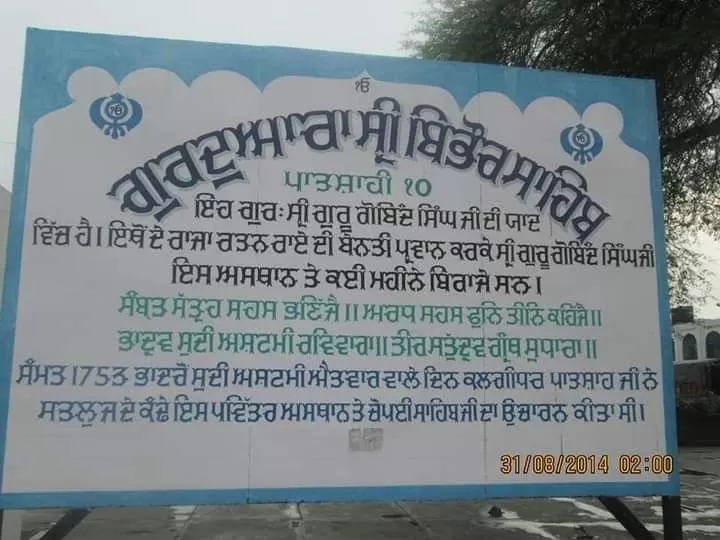 ੴ
ਗੁਰਦੁਆਰਾ ਸ੍ਰੀ ਬਿਭੌਰ ਸਾਹਿਬ
ਪਾਤਸ਼ਾਹੀ ੧੦
ਇਹ ਗੁਰ: ਸ੍ਰੀ ਗੁਰੂ ਗੋਬਿੰਦ ਸਿੰਘ ਜੀ ਦੀ ਯਾਦ
ਵਿੱਚ ਹੈ। ਇਥੋਂ ਦੇ ਰਾਜਾ ਰਤਨ ਰਾਏ ਦੀ ਬੇਨਤੀ ਪ੍ਰਵਾਨ ਕਰਕੇ ਸ੍ਰੀ ਗੁਰੂ ਗੋਬਿੰਦ ਸਿੰਘ ਜੀ
ਇਸ ਅਸਥਾਨ ਤੇ ਕਈ ਮਹੀਨੇ ਬਿਰਾਜੇ ਸਨ।
ਸੰਬਤ ਸੱਤ੍ਰਹ ਸਹਸ ਭਣਿੱਜੈ॥ ਅਰਧ ਸਹਸ ਫੁਨਿ ਤੀਨਿ ਕਹਿੱਜੈ॥
ਭਾਦ੍ਰਵ ਸੁਦੀ ਅਸ਼ਟਮੀ ਰਵਿਵਾਰਾ॥ ਤੀਰ ਸਤੁੱਦ੍ਰਵ ਗ੍ਰੰਥ ਸੁਧਾਰਾ॥
ਸੰਮਤ 1753 ਭਾਦਰੋਂ ਸੁਦੀ ਅਸ਼ਟਮੀ ਐਤਵਾਰ ਵਾਲੇ ਦਿਨ ਕਲਗੀਧਰ ਪਾਤਸ਼ਾਹ ਜੀ ਨੇ
ਸਤਲੁਜ ਦੇ ਕੰਢੇ ਇਸ ਪਵਿੱਤਰ ਅਸਥਾਨ ਤੇ ਚੋਪਈ ਸਾਹਿਬ ਜੀ ਦਾ ਉਚਾਰਨ ਕੀਤਾ ਸੀ।
31/08/2014 02:00